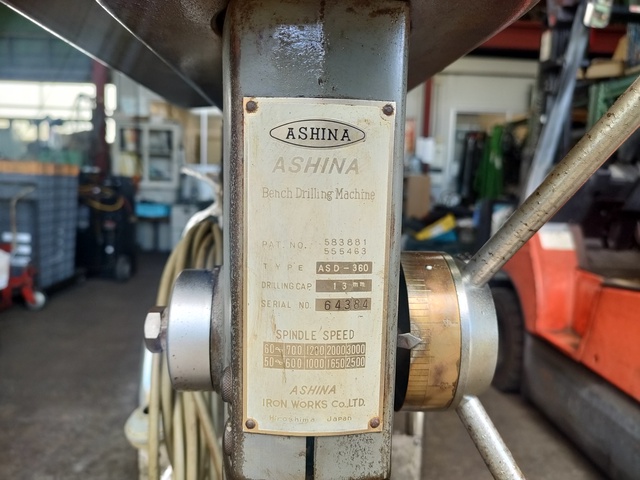 ASHINA
ASHINA
Bench Drilling Machine
PAT. NO. 583881
555463
TYPE ASD-360
DRILLING CAP. 13 mm
SERIAL NO. 64384
SPINDLE SPEED
60~ 700 1200 2000 3000
50~ 600 1000 1650 2500
ASHINA
IRON WORKS Co., LTD.
Hiroshima Japan